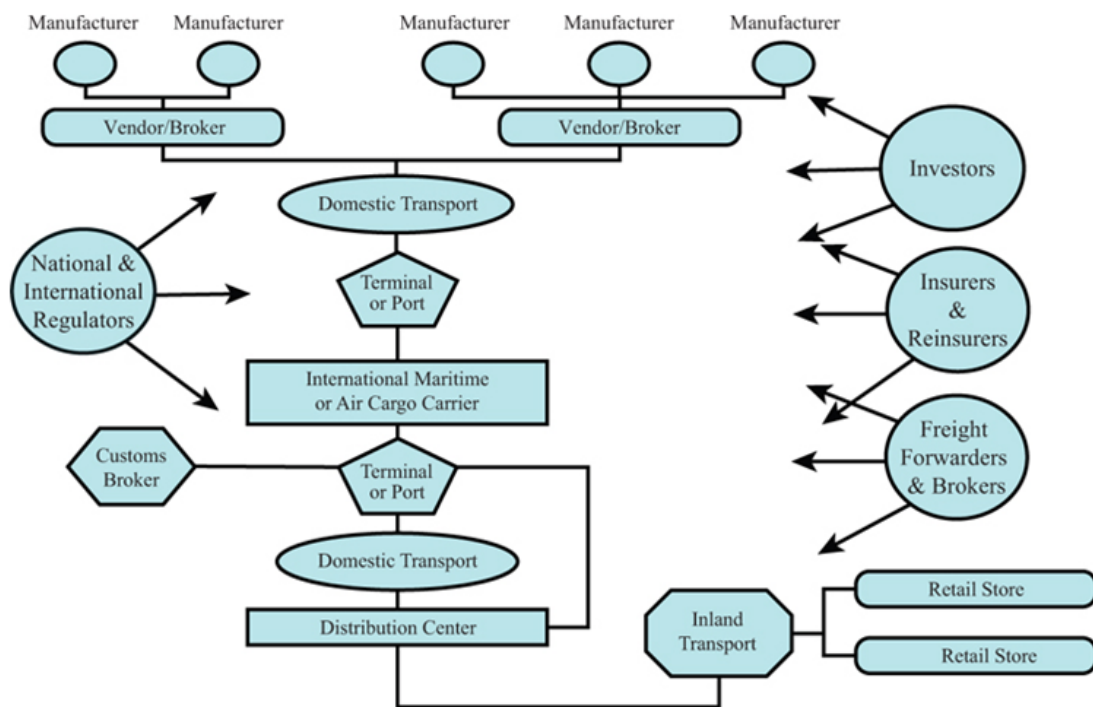 Manufacturer
Manufacturer
Manufacturer
Manufacturer
Manufacturer
Vendor/Broker
Vendor/Broker
Investors
Domestic Transport
National &
International
Regulators
Terminal
or Port
Insurers
&
Reinsurers
International Maritime
or Air Cargo Carrier
Freight
Forwarders
& Brokers
Customs
Broker
Terminal
or Port
Domestic Transport
Distribution Center
Inland
Transport
Retail Store
Retail Store